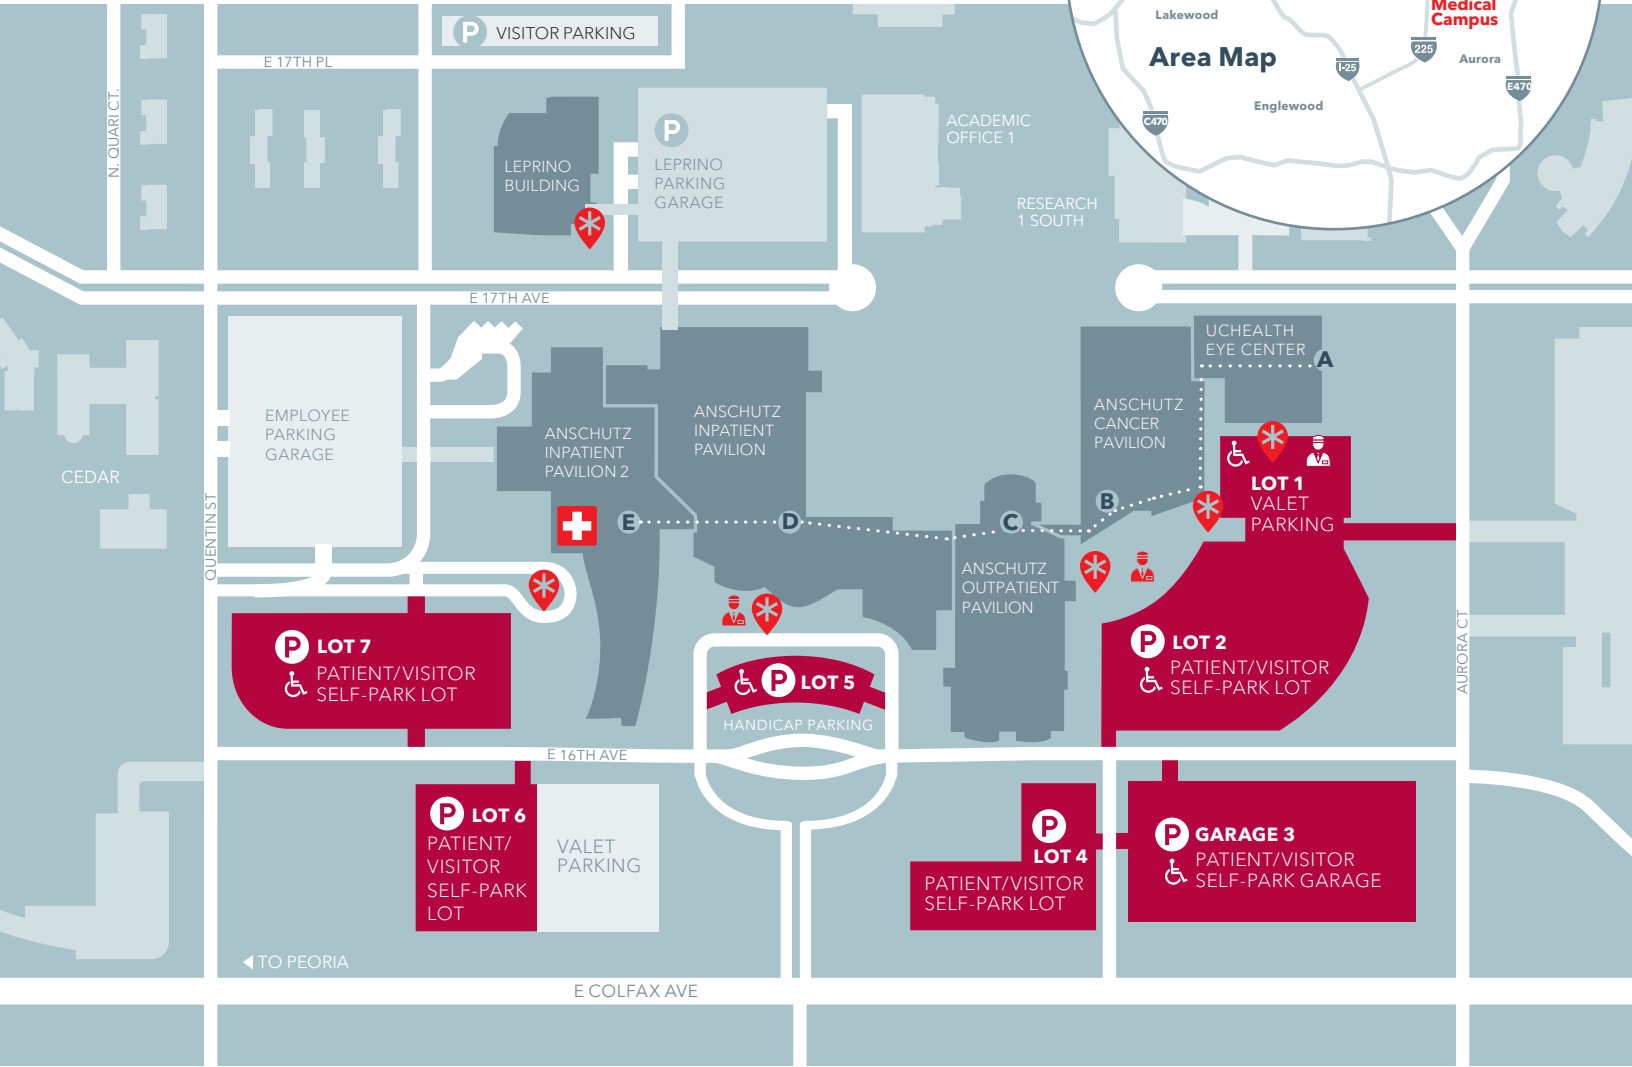 Lakewood
Medical
Campus
Area Map
225
I-25
Aurora
E470
Englewood
C470
P VISITOR PARKING
E 17TH PL
N. QUARI CT.
LEPRINO
BUILDING
P
LEPRINO
PARKING
GARAGE
ACADEMIC
OFFICE 1
RESEARCH
1 SOUTH
E 17TH AVE
EMPLOYEE
PARKING
GARAGE
CEDAR
QUENTIN ST
ANSCHUTZ
INPATIENT
PAVILION 2
ANSCHUTZ
INPATIENT
PAVILION
ANSCHUTZ
CANCER
PAVILION
UCHEALTH
EYE CENTER
A
B
C
D
E
LOT 1
VALET
PARKING
ANSCHUTZ
OUTPATIENT
PAVILION
P LOT 2
PATIENT/VISITOR
SELF-PARK LOT
AURORA CT
P LOT 7
PATIENT/VISITOR
SELF-PARK LOT
P LOT 5
HANDICAP PARKING
E 16TH AVE
P LOT 6
PATIENT/
VISITOR
SELF-PARK
LOT
VALET
PARKING
P
LOT 4
PATIENT/VISITOR
SELF-PARK LOT
P GARAGE 3
PATIENT/VISITOR
SELF-PARK GARAGE
TO PEORIA
E COLFAX AVE